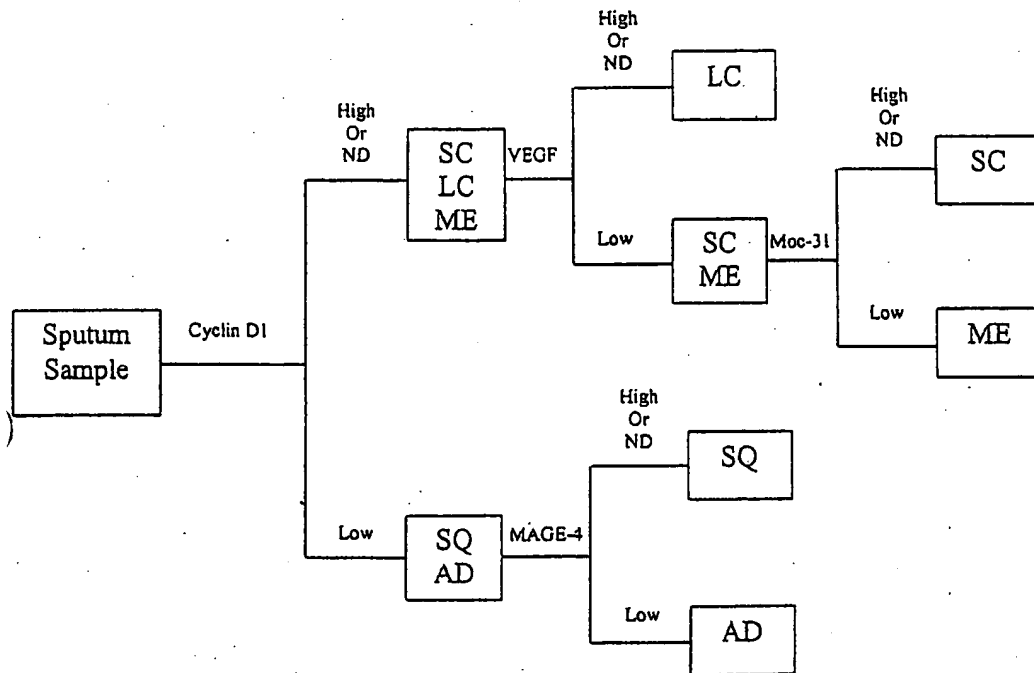 High
Or
ND
LC
High
Or
ND
High
Or
ND
SC
LC
ME
VEGF
SC
Low
SC
ME
Moc-31
Low
ME
Sputum
Sample
Cyclin D1
)
High
Or
ND
SQ
Low
SQ
AD
MAGE-4
Low
AD